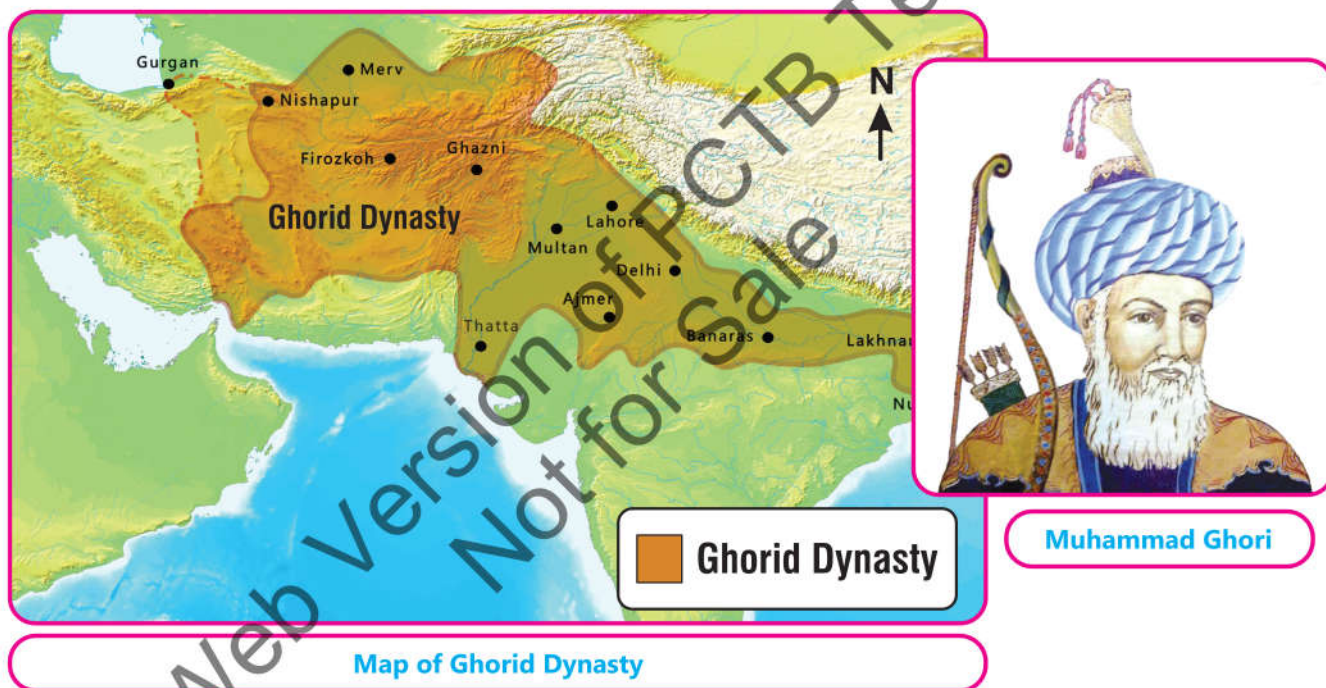 Gurgan
Merv
Nishapur
N
Firozkoh
Ghazni
Ghorid Dynasty
Lahore
Multan
Delhi
Ajmer
Thatta
Banaras
Ghorid Dynasty
Muhammad Ghori
Map of Ghorid Dynasty
Web Version of PCTB
Not for Sale